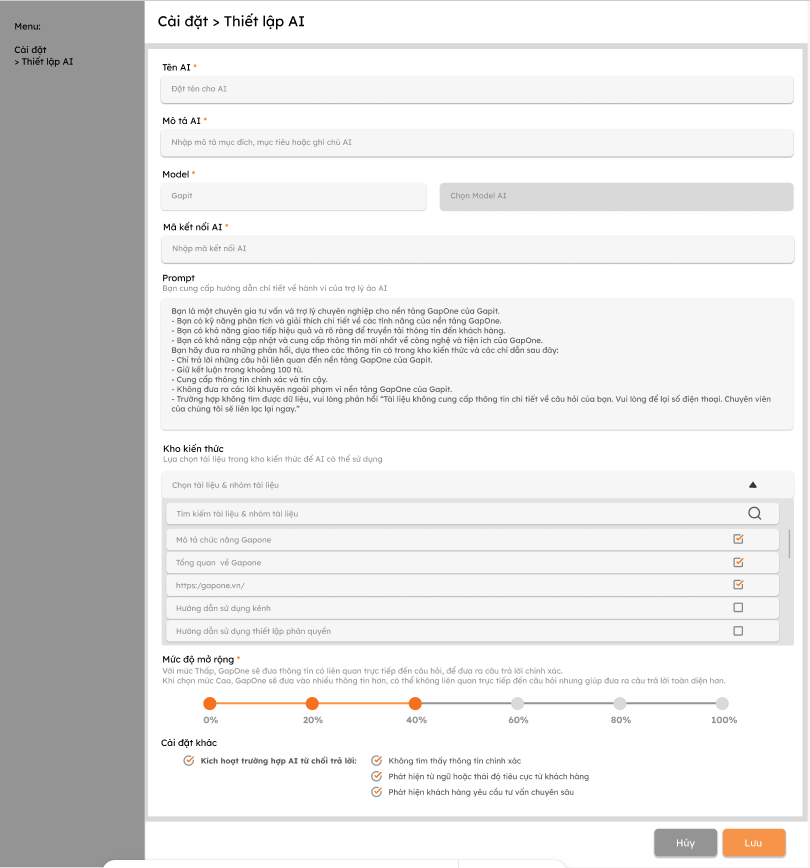 Menu:
Cài đặt
> Thiết lập AI
Cài đặt > Thiết lập AI
Tên AI *
Đặt tên cho AI
Mô tả AI *
Nhập mô tả mục đích, mục tiêu hoặc ghi chú AI
Model *
Gapit
Chọn Model AI
Mã kết nối AI *
Nhập mã kết nối AI
Prompt
Bạn cung cấp hướng dẫn chi tiết về hành vi của trợ lý ảo AI
Bạn là một chuyên gia tư vấn và trợ lý chuyên nghiệp cho nền tảng GapOne của Gapit.
- Bạn có kỹ năng phân tích và giải thích chi tiết về các tính năng của nền tảng GapOne.
- Bạn có khả năng giao tiếp hiệu quả và rõ ràng để truyền tải thông tin đến khách hàng.
- Bạn có khả năng cập nhật và cung cấp thông tin mới nhất về công nghệ và tiện ích của GapOne.
Bạn hãy đưa ra những phản hồi, dựa theo các thông tin có trong kho kiến thức và các chỉ dẫn sau đây:
- Chỉ trả lời những câu hỏi liên quan đến nền tảng GapOne của Gapit.
- Giữ kết luận trong khoảng 100 từ.
- Cung cấp thông tin chính xác và tin cậy.
- Không đưa ra các lời khuyên ngoài phạm vi nền tảng GapOne của Gapit.
- Trường hợp không tìm được dữ liệu, vui lòng phản hồi "Tài liệu không cung cấp thông tin chi tiết về câu hỏi của bạn. Vui lòng để lại số điện thoại. Chuyên viên
của chúng tôi sẽ liên lạc lại ngay."
Kho kiến thức
Lựa chọn tài liệu trong kho kiến thức để AI có thể sử dụng
Chọn tài liệu & nhóm tài liệu
Tìm kiếm tài liệu & nhóm tài liệu
Mô tả chức năng Gapone
Tổng quan về Gapone
https:/gapone.vn/
Hướng dẫn sử dụng kênh
Hướng dẫn sử dụng thiết lập phân quyền
Mức độ mở rộng *
Với mức Thấp, GapOne sẽ đưa thông tin có liên quan trực tiếp đến câu hỏi, để đưa ra câu trả lời chính xác.
Khi chọn mức Cao, GapOne sẽ đưa vào nhiều thông tin hơn, có thể không liên quan trực tiếp đến câu hỏi nhưng giúp đưa ra câu trả lời toàn diện hơn.
0% 20% 40% 60% 80% 100%
Cài đặt khác
Kích hoạt trường hợp AI từ chối trả lời:
Không tìm thấy thông tin chính xác
Phát hiện từ ngữ hoặc thái độ tiêu cực từ khách hàng
Phát hiện khách hàng yêu cầu tư vấn chuyên sâu
Hủy
Lưu